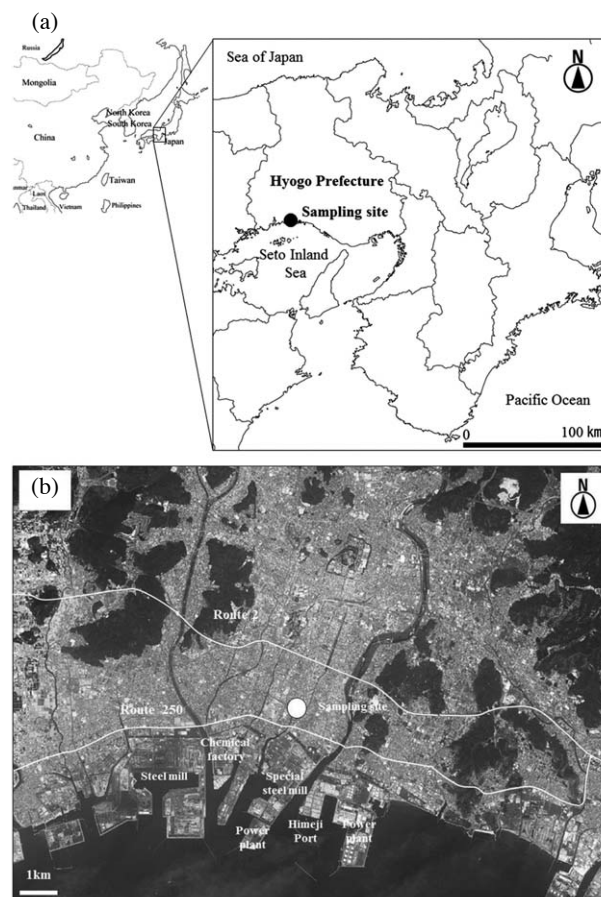 (a)
Russia
Mongolia
North Korea
South Korea
China
Japan
Taiwan
Laos
Thailand
Vietnam
Philippines
Sea of Japan
N
Hyogo Prefecture
Sampling site
Seto Inland
Sea
Pacific Ocean
0
100 km
(b)
N
Route 2
Route 250
Sampling site
Chemical
factory
Steel mill
Special
steel mill
Power
plant
Himeji
Port
Power
plant
1km